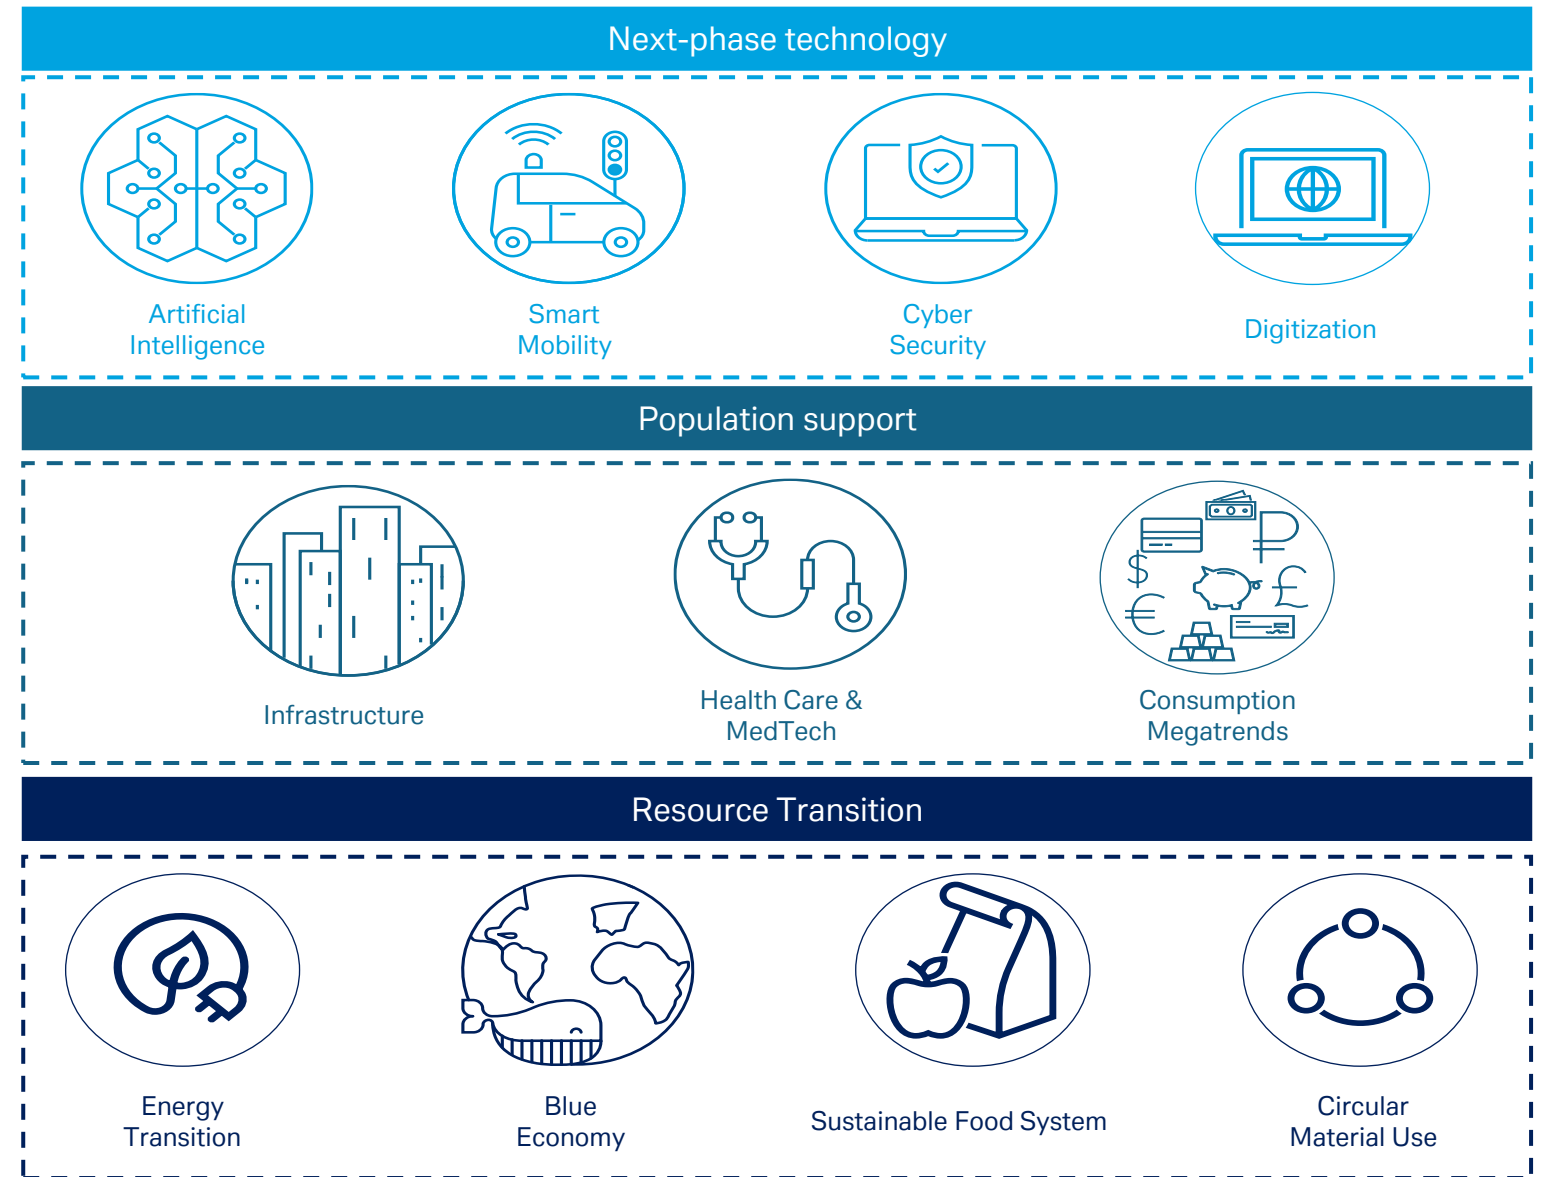 Next-phase technology
Artificial
Intelligence
Smart
Mobility
Cyber
Security
Digitization
Population support
$
€
£
₽
Infrastructure
Health Care &
MedTech
Consumption
Megatrends
Resource Transition
Energy
Transition
Blue
Economy
Sustainable Food System
Circular
Material Use